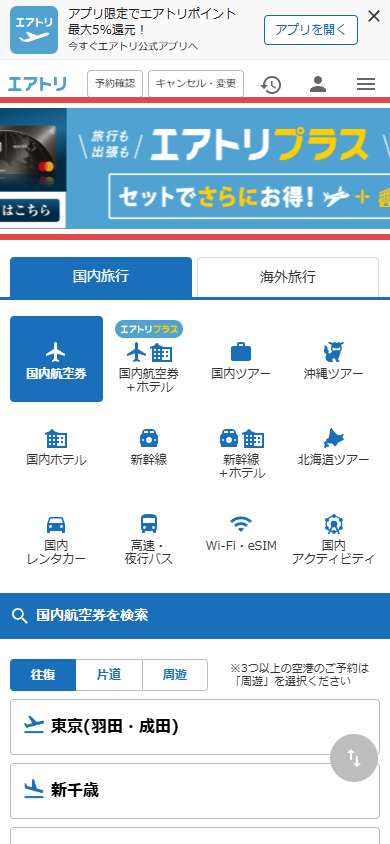 アプリ限定でエアトリポイント
最大5%還元！
今すぐエアトリ公式アプリへ
アプリを開く
エアトリ
予約確認
キャンセル・変更
はこちら
旅行も
出張も
エアトリプラス
セットでさらにお得！
+
国内旅行
海外旅行
国内航空券
エアトリプラス
国内航空券
+ホテル
国内ツアー
沖縄ツアー
国内ホテル
新幹線
新幹線
+ホテル
北海道ツアー
国内
レンタカー
高速・
夜行バス
Wi-Fi・eSIM
国内
アクティビティ
国内航空券を検索
往復
片道
周遊
※3つ以上の空港のご予約は
「周遊」を選択ください
東京(羽田・成田)
新千歳